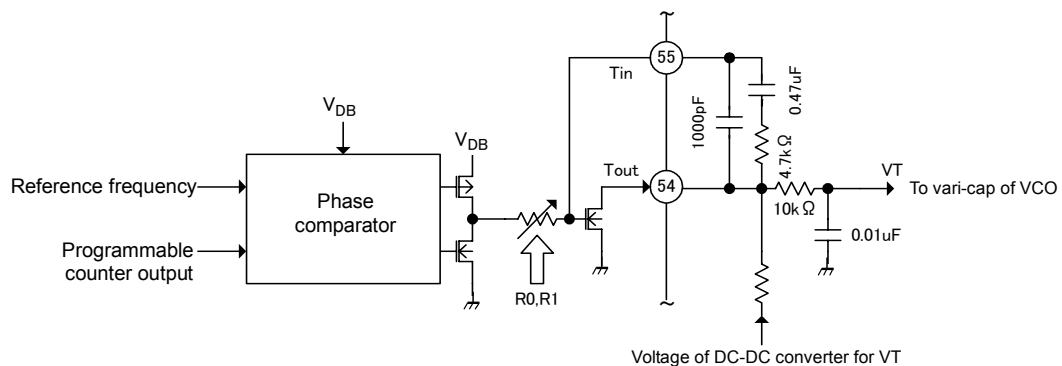 55
Tin
0.47uF
1000pF
V_DB
V_DB
4.7kΩ
Tout
VT
Reference frequency
54
To vari-cap of VCO
Phase
comparator
10kΩ
Programmable
counter output
0.01uF
R0,R1
Voltage of DC-DC converter for VT